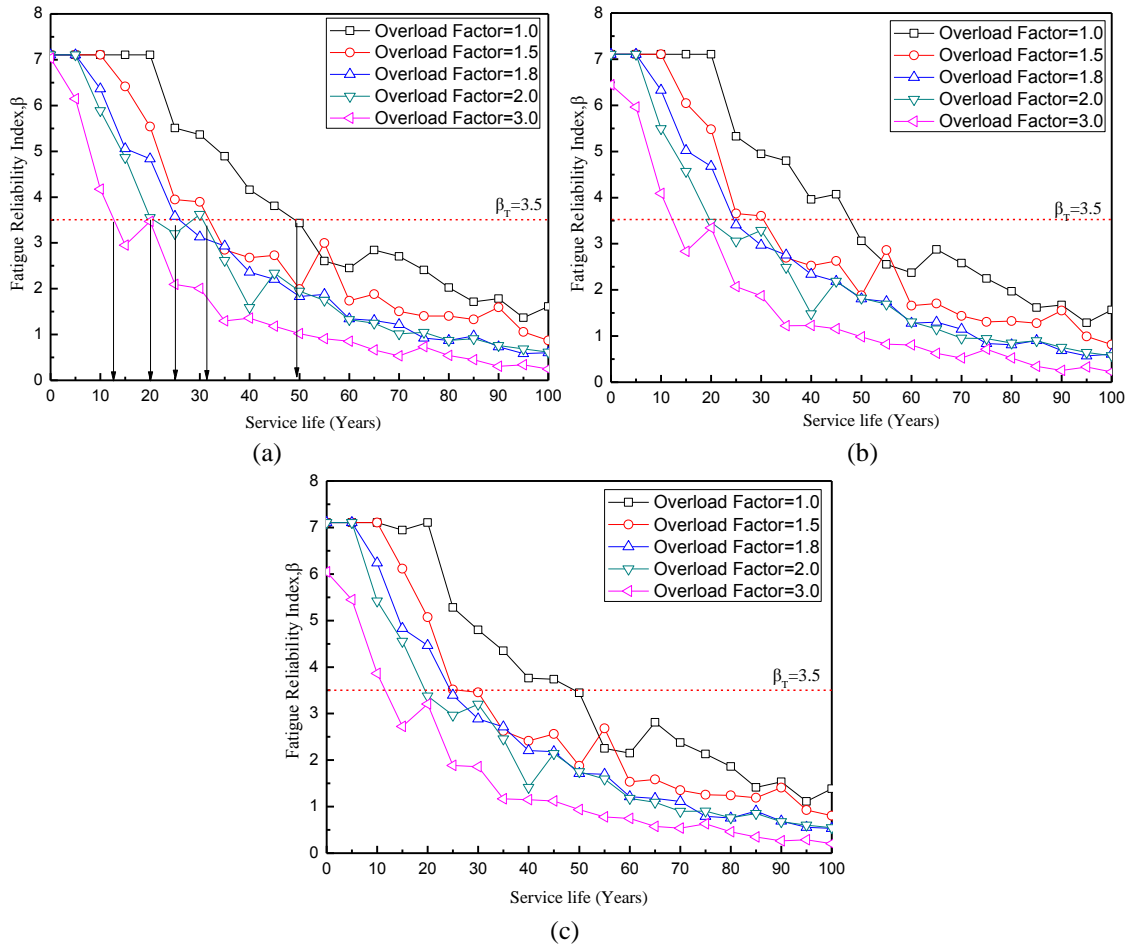 8
7
6
5
4
3
2
1
0
Fatigue Reliability Index,β
Overload Factor=1.0
Overload Factor=1.5
Overload Factor=1.8
Overload Factor=2.0
Overload Factor=3.0
β_T=3.5
0 10 20 30 40 50 60 70 80 90 100
Service life (Years)
(a)
8
7
6
5
4
3
2
1
0
Fatigue Reliability Index,β
Overload Factor=1.0
Overload Factor=1.5
Overload Factor=1.8
Overload Factor=2.0
Overload Factor=3.0
β_T=3.5
0 10 20 30 40 50 60 70 80 90 100
Service life (Years)
(b)
8
7
6
5
4
3
2
1
0
Fatigue Reliability Index,β
Overload Factor=1.0
Overload Factor=1.5
Overload Factor=1.8
Overload Factor=2.0
Overload Factor=3.0
β_T=3.5
0 10 20 30 40 50 60 70 80 90 100
Service life (Years)
(c)